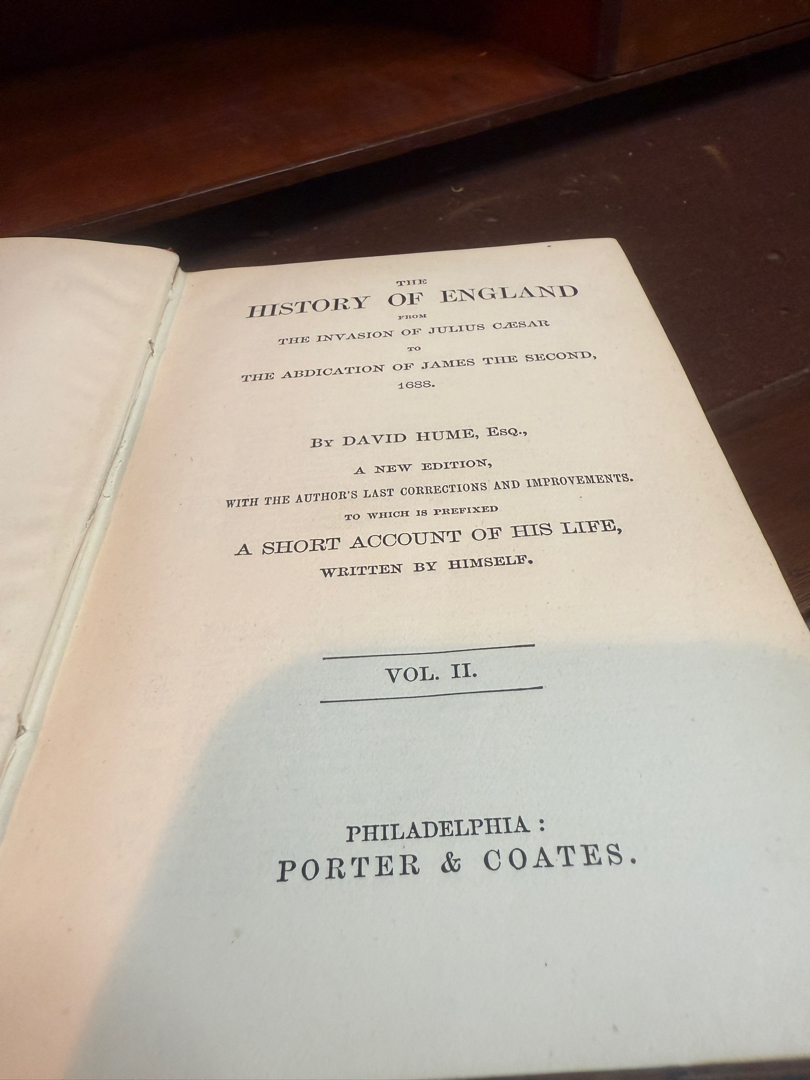 THE
HISTORY OF ENGLAND
FROM
THE INVASION OF JULIUS CÆSAR
TO
THE ABDICATION OF JAMES THE SECOND,
1688.
By DAVID HUME, Esq.,
A NEW EDITION,
WITH THE AUTHOR'S LAST CORRECTIONS AND IMPROVEMENTS.
TO WHICH IS PREFIXED
A SHORT ACCOUNT OF HIS LIFE,
WRITTEN BY HIMSELF.
VOL. II.
PHILADELPHIA:
PORTER & COATES.